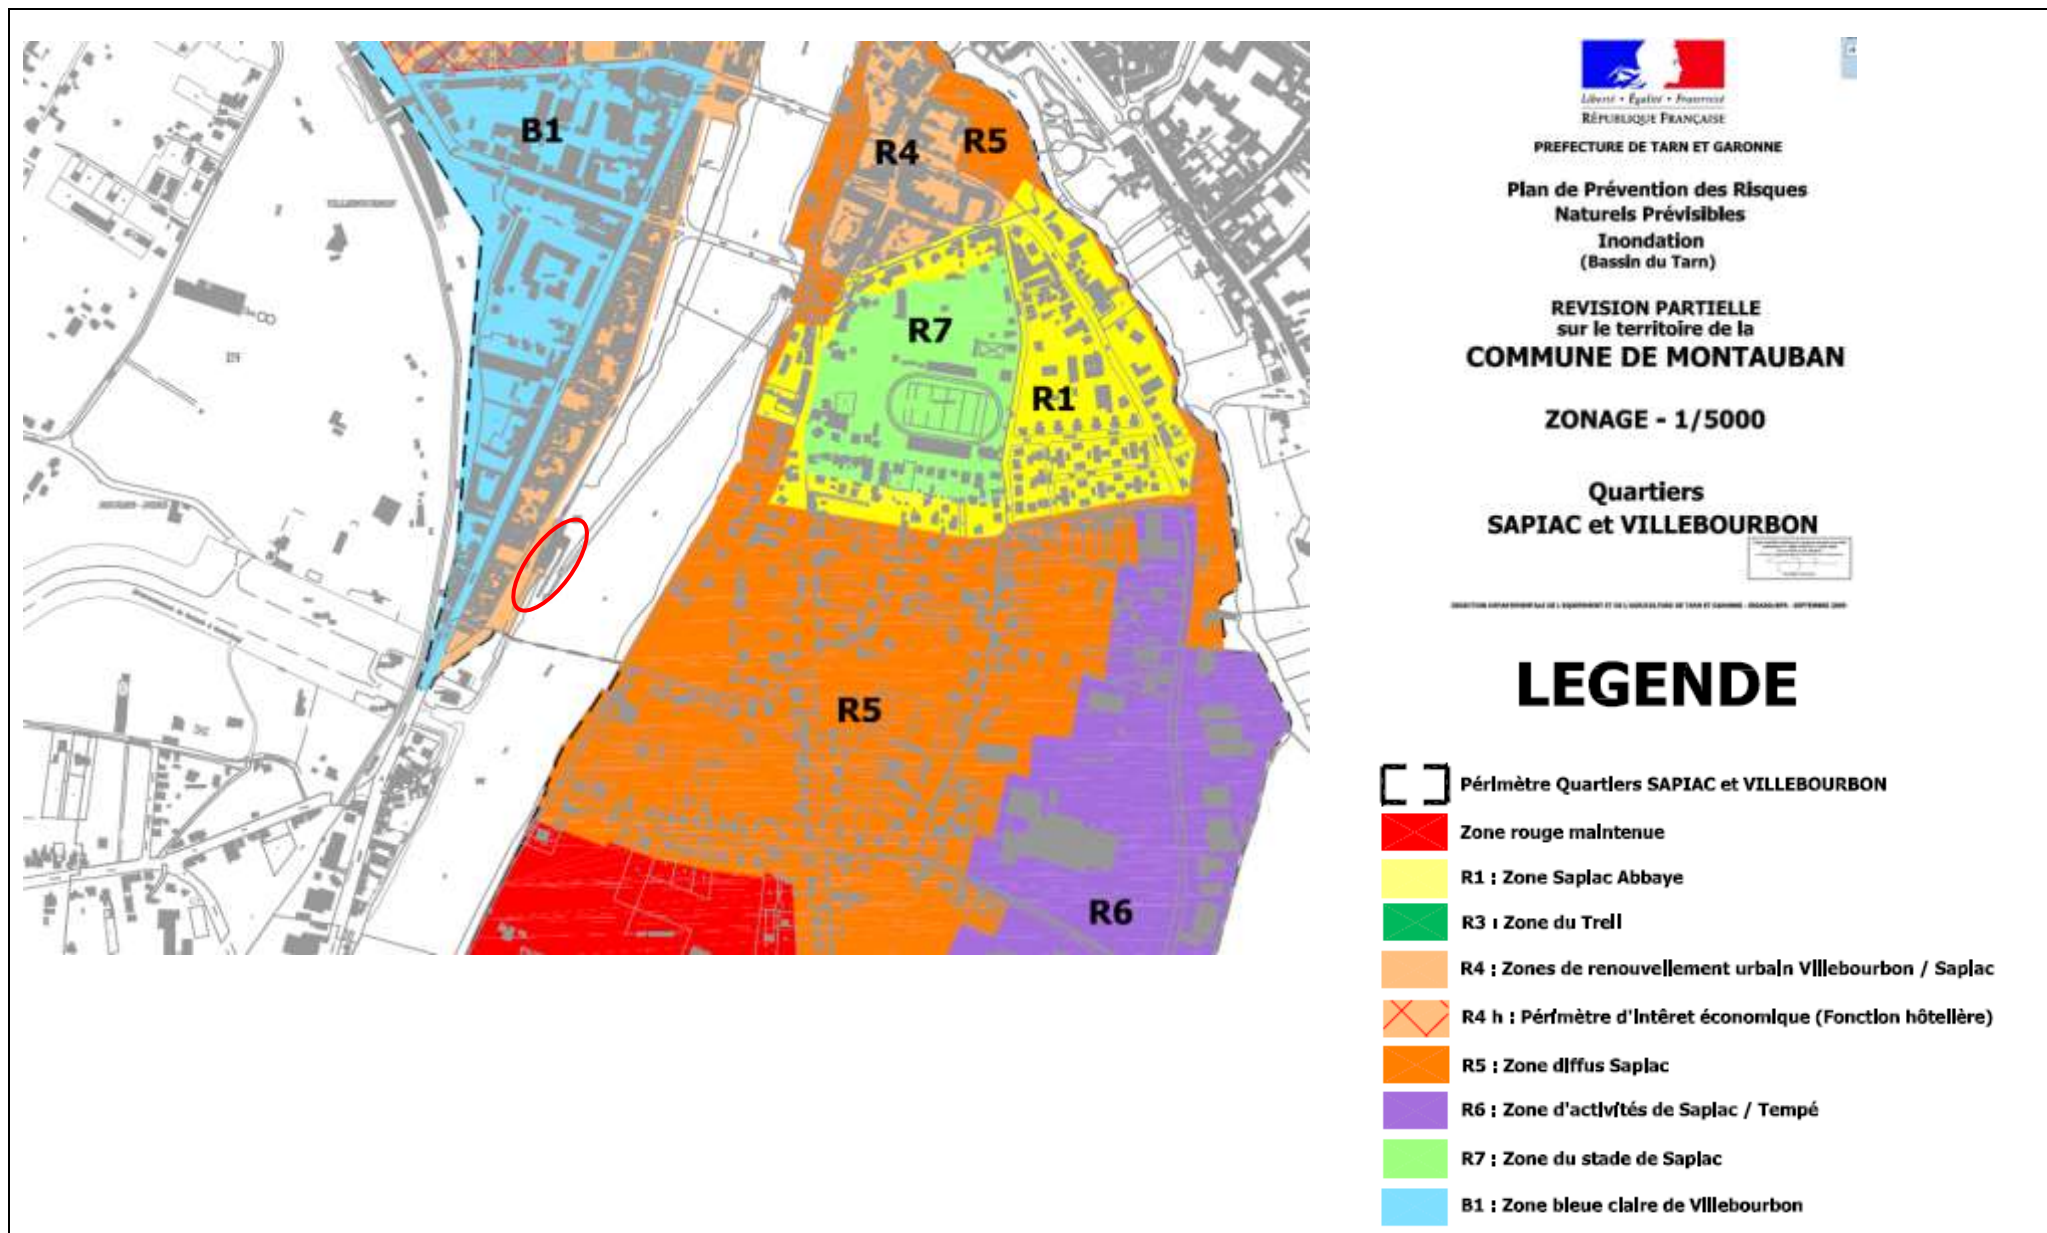 B1
R4
R5
R7
R1
R5
R6
VILLEBOURBON
Liberté • Égalité • Fraternité
RÉPUBLIQUE FRANÇAISE
PREFECTURE DE TARN ET GARONNE
Plan de Prévention des Risques
Naturels Prévisibles
Inondation
(Bassin du Tarn)
REVISION PARTIELLE
sur le territoire de la
COMMUNE DE MONTAUBAN
ZONAGE - 1/5000
Quartiers
SAPIAC et VILLEBOURBON
LEGENDE
Périmètre Quartiers SAPIAC et VILLEBOURBON
Zone rouge maintenue
R1 : Zone Sapiac Abbaye
R3 : Zone du Treil
R4 : Zones de renouvellement urbain Villebourbon / Sapiac
R4 h : Périmètre d'intêret économique (Fonction hôtelière)
R5 : Zone diffus Sapiac
R6 : Zone d'activités de Sapiac / Tempé
R7 : Zone du stade de Sapiac
B1 : Zone bleue claire de Villebourbon